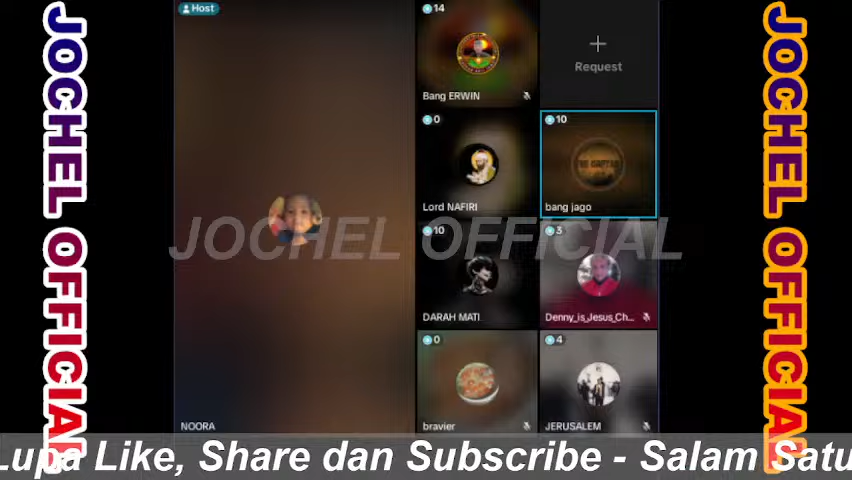 JOCHEL OFFICIAL
Host
14
Bang ERWIN
Request
0
Lord NAFIRI
10
bang jago
JOCHEL OFFICIAL
10
DARAH MATI
3
Denny_is_Jesus_Ch...
0
bravier
4
JERUSALEM
NOORA
JOCHEL OFFICIAL
Lupa Like, Share dan Subscribe - Salam Satu